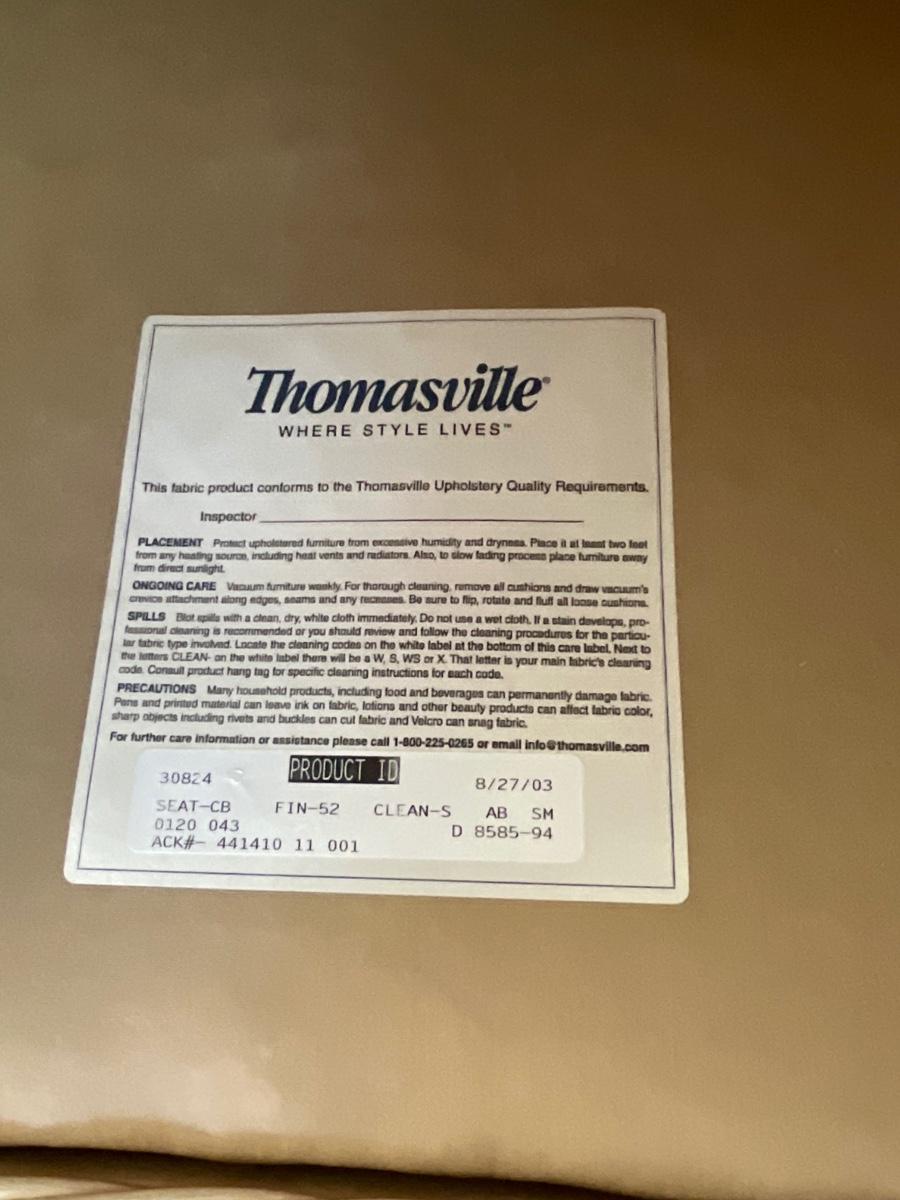 Thomasville®
WHERE STYLE LIVES™
This fabric product conforms to the Thomasville Upholstery Quality Requirements.
Inspector
PLACEMENT Protect upholstered furniture from excessive humidity and dryness. Place it at least two feet
from any heating source, including heat vents and radiators. Also, to slow fading process place furniture away
from direct sunlight.
ONGOING CARE Vacuum furniture weekly. For thorough cleaning, remove all cushions and draw vacuum's
crevice attachment along edges, seams and any recesses. Be sure to flip, rotate and fluff all loose cushions.
SPILLS Blot spills with a clean, dry, white cloth immediately. Do not use a wet cloth. If a stain develops, pro-
fessional cleaning is recommended or you should review and follow the cleaning procedures for the particu-
lar fabric type involved. Locate the cleaning codes on the white label at the bottom of this care label. Next to
the letters CLEAN- on the white label there will be a W, S, WS or X. That letter is your main fabric's cleaning
code. Consult product hang tag for specific cleaning instructions for each code.
PRECAUTIONS Many household products, including food and beverages can permanently damage fabric.
Pens and printed material can leave ink on fabric, lotions and other beauty products can affect fabric color,
sharp objects including rivets and buckles can cut fabric and Velcro can snag fabric.
For further care information or assistance please call 1-800-225-0265 or email info@thomasville.com
30824 PRODUCT ID 8/27/03
SEAT-CB FIN-52 CLEAN-S AB SM
0120 043 D 8585-94
ACK#- 441410 11 001